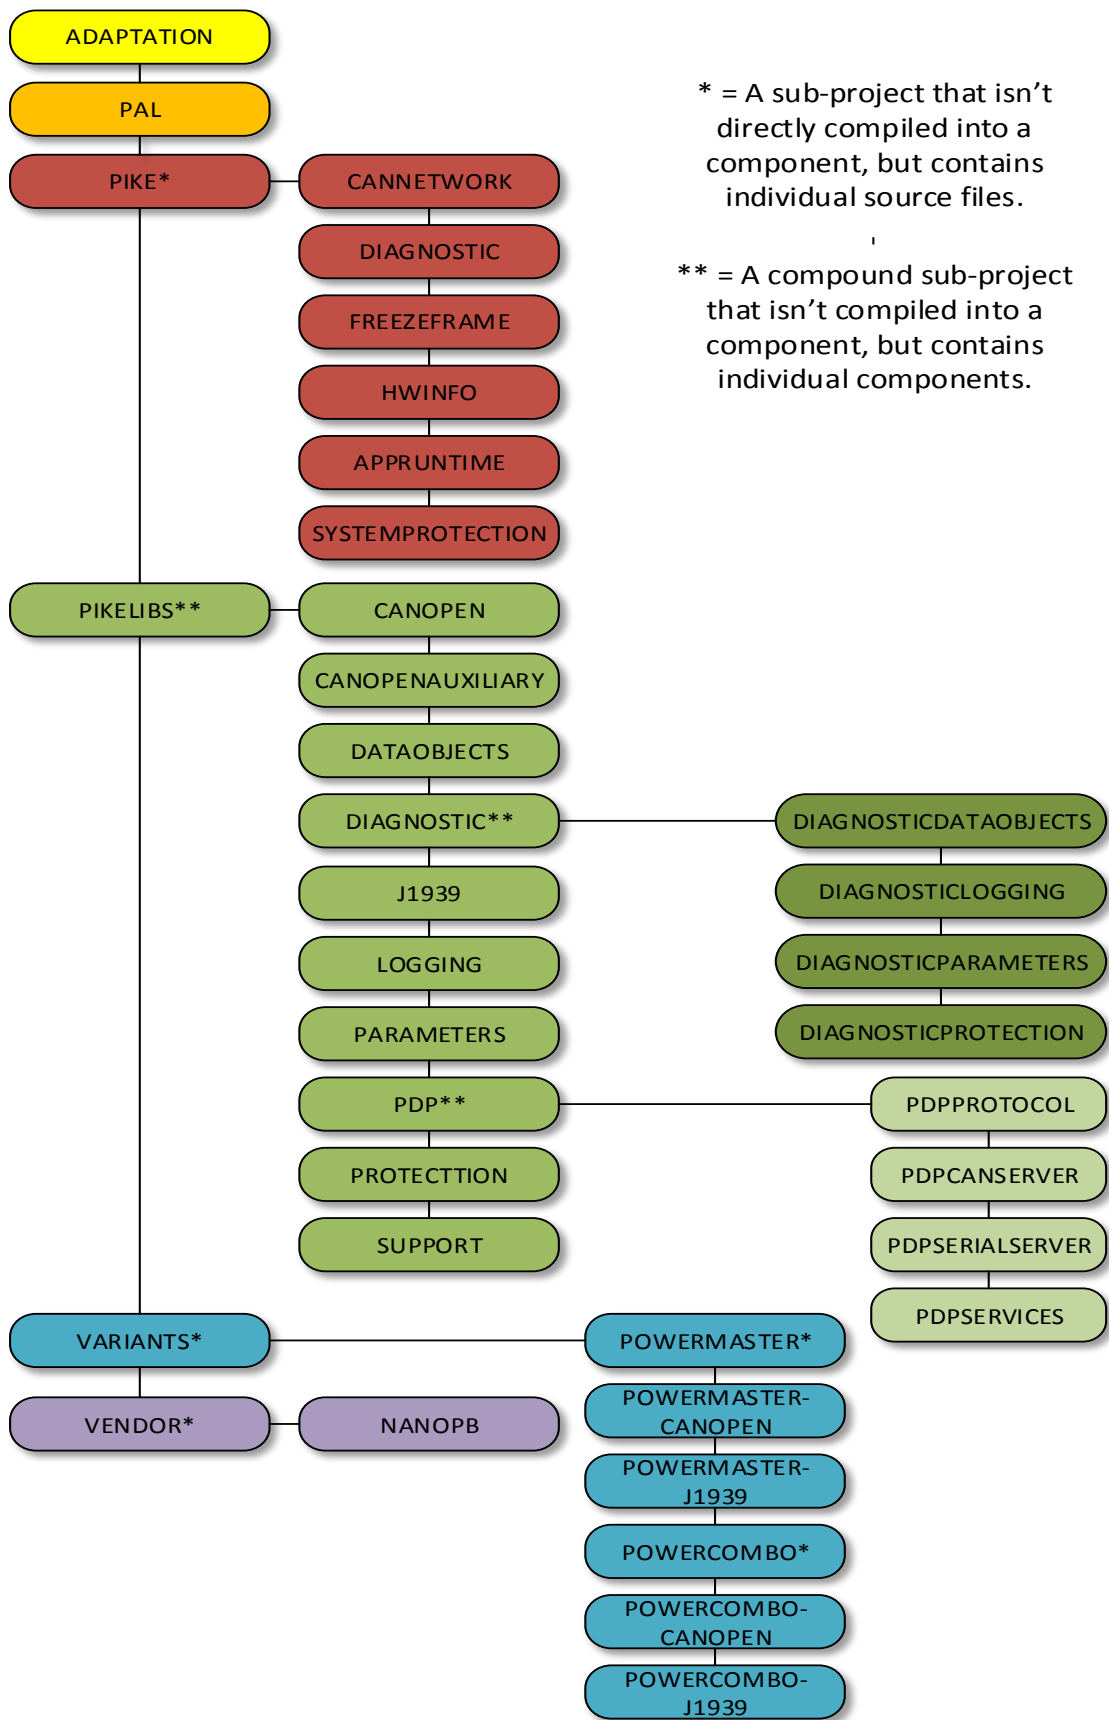 ADAPTATION
PAL
PIKE*
CANNETWORK
DIAGNOSTIC
FREEZEFRAME
HWINFO
APPRUNTIME
SYSTEMPROTECTION
* = A sub-project that isn’t
directly compiled into a
component, but contains
individual source files.
** = A compound sub-project
that isn’t compiled into a
component, but contains
individual components.
PIKELIBS**
CANOPEN
CANOPENAUXILIARY
DATAOBJECTS
DIAGNOSTIC**
J1939
LOGGING
PARAMETERS
PDP**
PROTECTTION
SUPPORT
DIAGNOSTICDATAOBJECTS
DIAGNOSTICLOGGING
DIAGNOSTICPARAMETERS
DIAGNOSTICPROTECTION
PDPPROTOCOL
PDPCANSERVER
PDPSERIALSERVER
PDPSERVICES
VARIANTS*
POWERMASTER*
POWERMASTER-
CANOPEN
POWERMASTER-
J1939
POWERCOMBO*
POWERCOMBO-
CANOPEN
POWERCOMBO-
J1939
VENDOR*
NANOPB